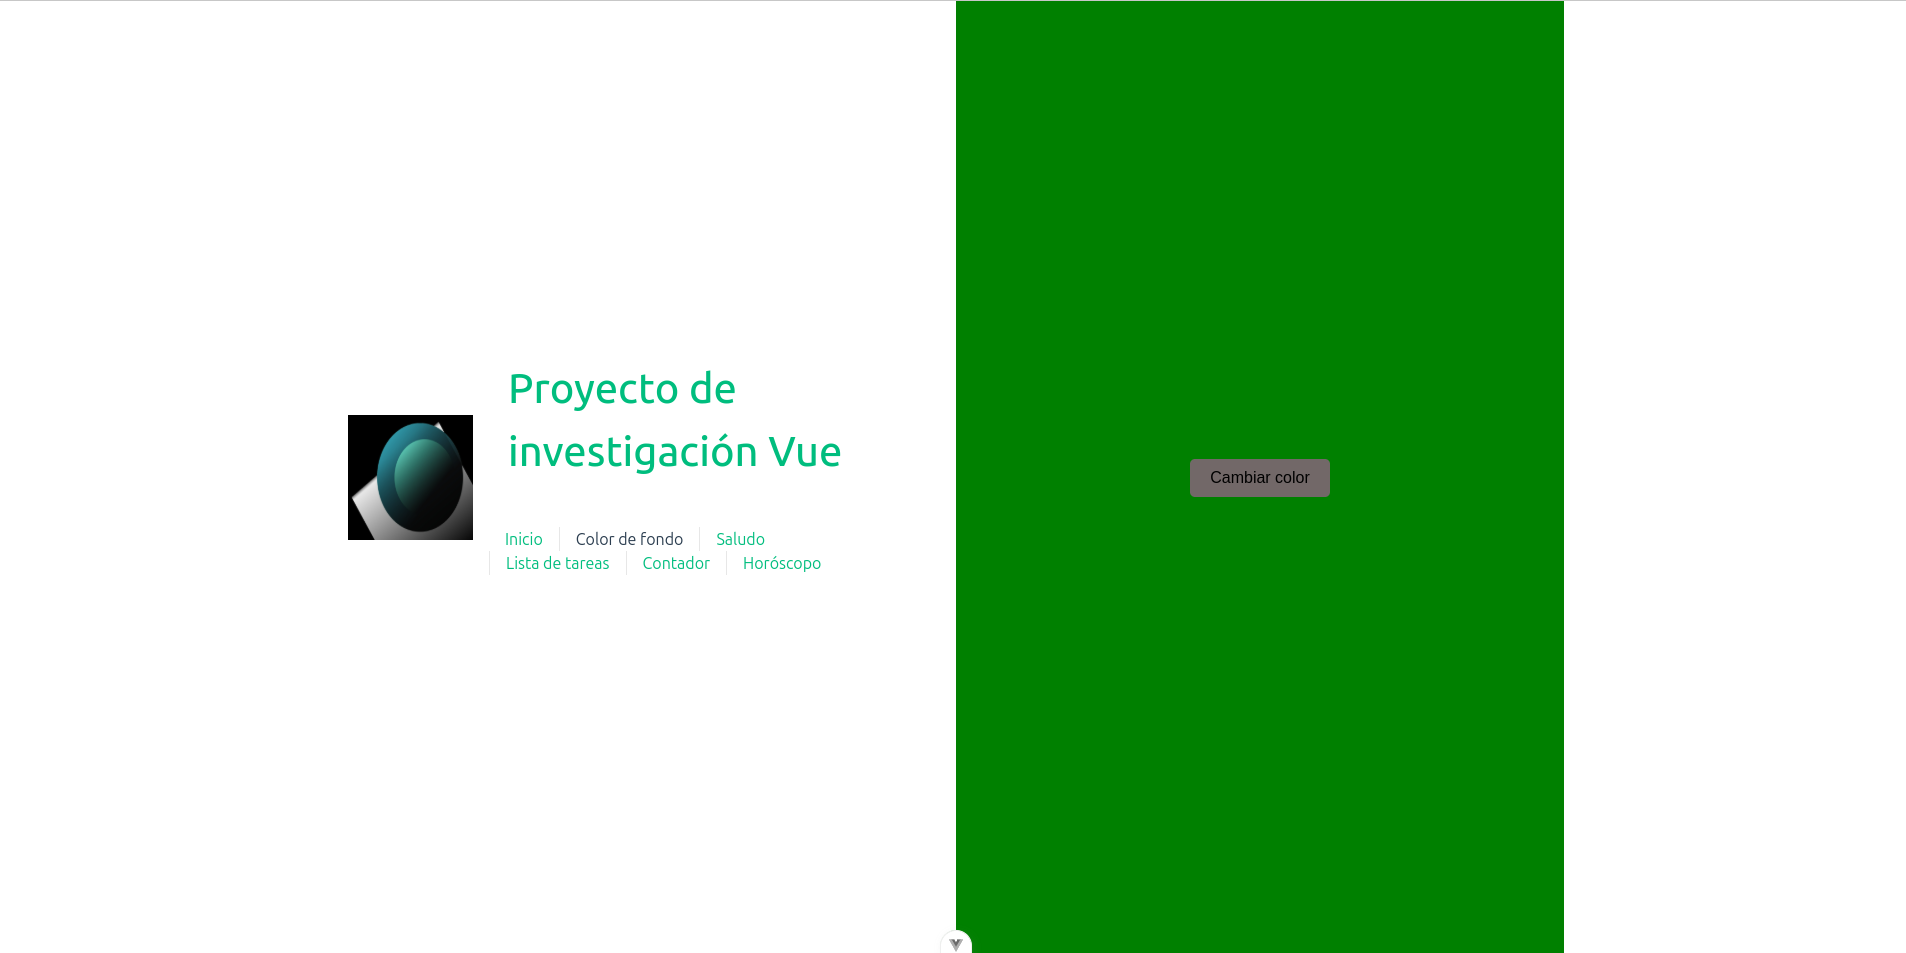 Proyecto de
investigación Vue
Inicio
Color de fondo
Saludo
Lista de tareas
Contador
Horóscopo
Cambiar color